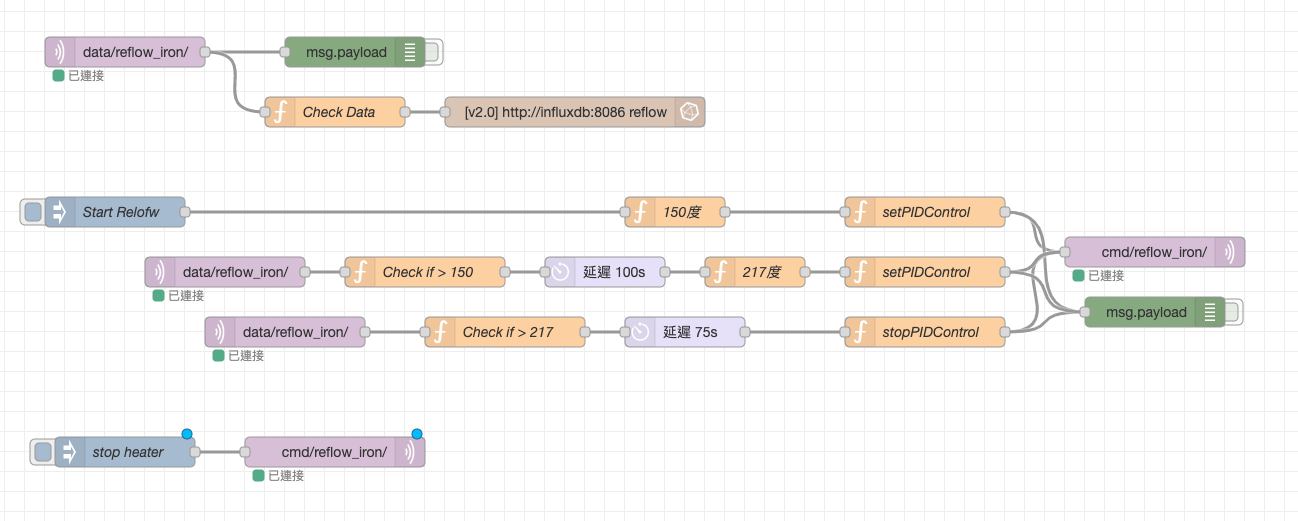 data/reflow_iron/
msg.payload
已連接
Check Data
[v2.0] http://influxdb:8086 reflow
Start Relofw
150度
setPIDControl
data/reflow_iron/
Check if > 150
延遲 100s
217度
setPIDControl
cmd/reflow_iron/
已連接
已連接
data/reflow_iron/
Check if > 217
延遲 75s
stopPIDControl
msg.payload
已連接
stop heater
cmd/reflow_iron/
已連接